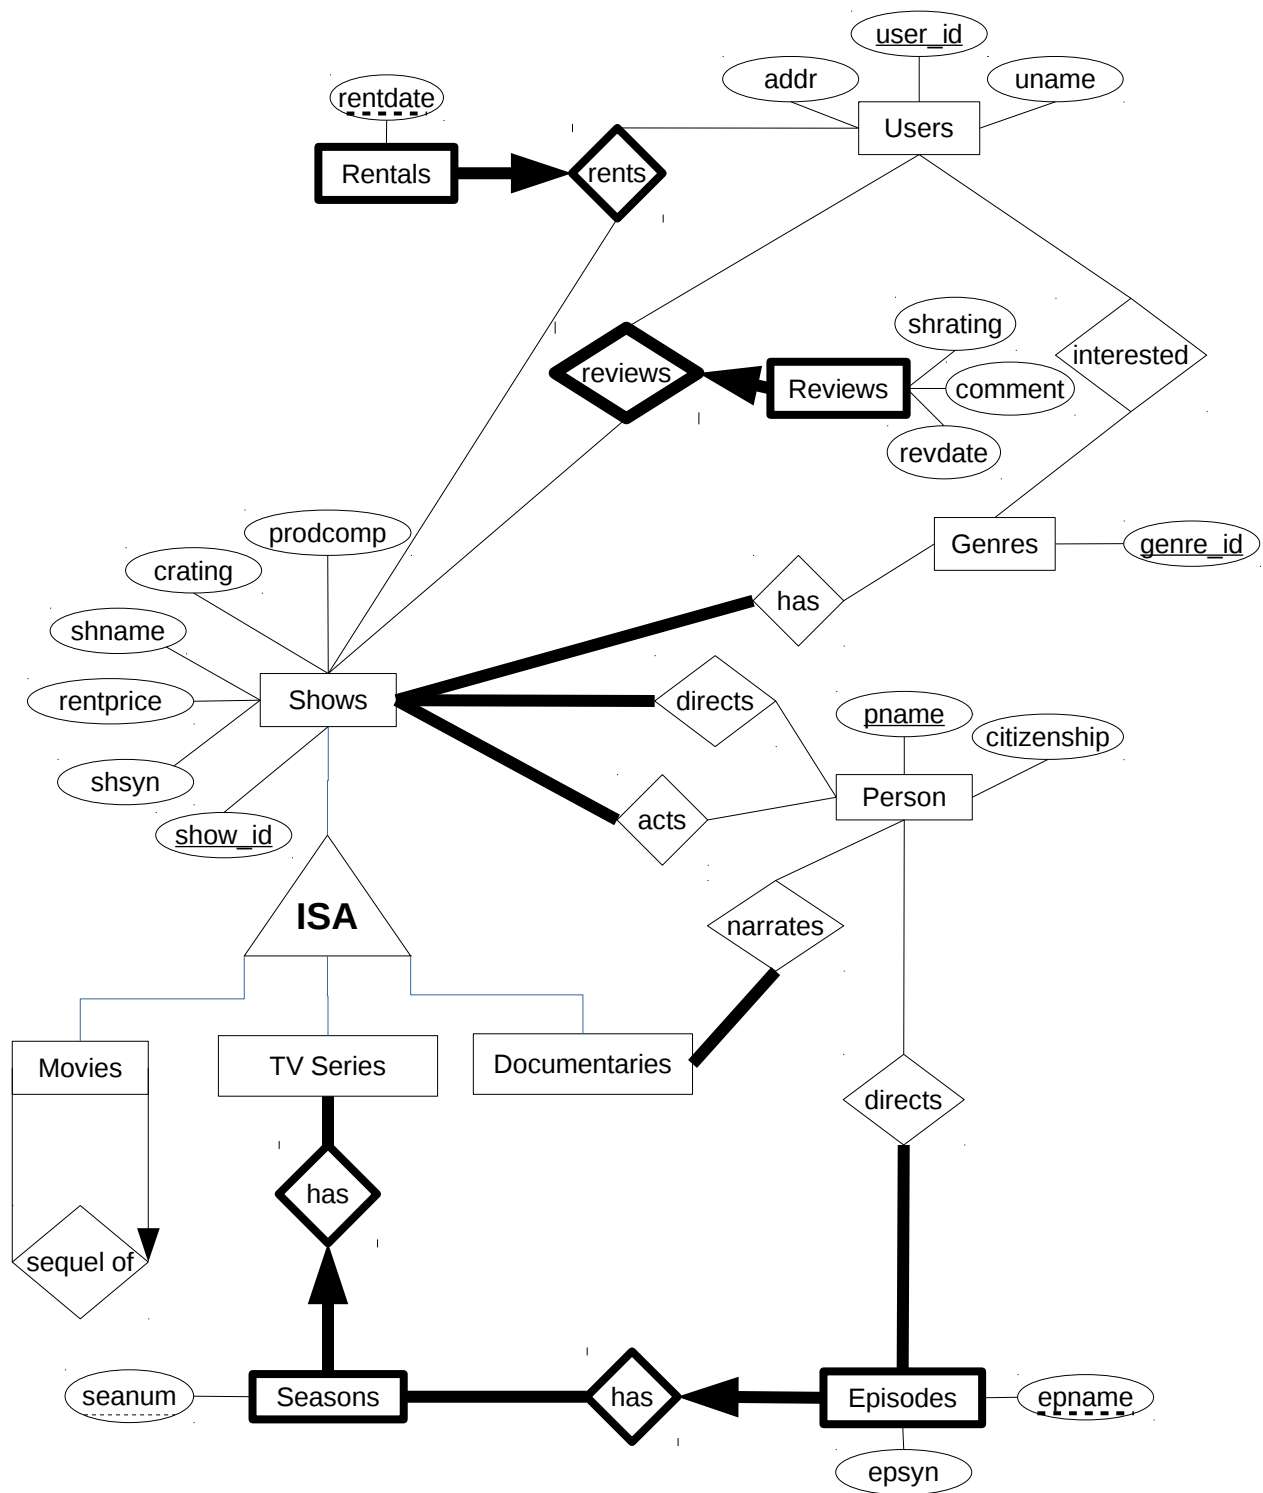 user_id
addr
uname
rentdate
Users
Rentals
rents
shrating
interested
reviews
Reviews
comment
revdate
prodcomp
crating
Genres
genre_id
has
shname
rentprice
Shows
directs
pname
citizenship
shsyn
Person
acts
show_id
ISA
narrates
Movies
TV Series
Documentaries
directs
has
sequel of
seanum
Seasons
has
Episodes
epname
epsyn